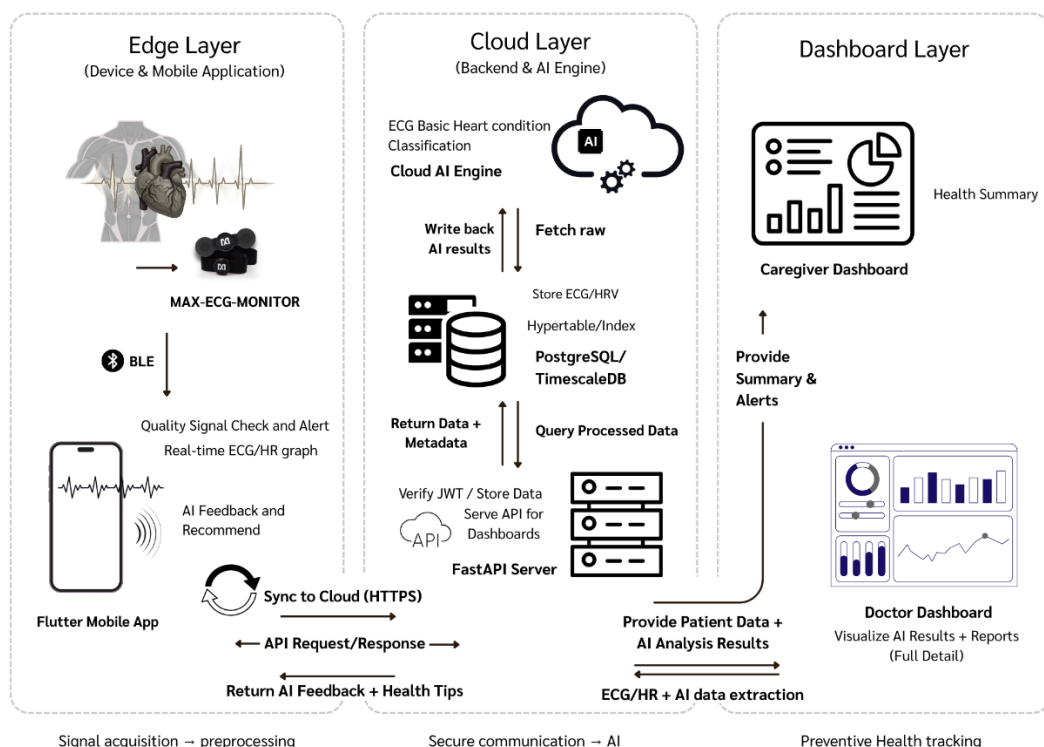 Edge Layer
(Device & Mobile Application)
MAX-ECG-MONITOR
BLE
Quality Signal Check and Alert
Real-time ECG/HR graph
AI Feedback and
Recommend
Flutter Mobile App
Sync to Cloud (HTTPS)
API Request/Response
Return AI Feedback + Health Tips
Signal acquisition → preprocessing
Cloud Layer
(Backend & AI Engine)
ECG Basic Heart condition
Classification
Cloud AI Engine
AI
Write back
AI results
Fetch raw
Store ECG/HRV
Hypertable/Index
PostgreSQL/
TimescaleDB
Return Data +
Metadata
Query Processed Data
Verify JWT / Store Data
Serve API for
Dashboards
API
FastAPI Server
Provide Patient Data +
AI Analysis Results
ECG/HR + AI data extraction
Secure communication → AI
Dashboard Layer
Health Summary
Caregiver Dashboard
Provide
Summary &
Alerts
Doctor Dashboard
Visualize AI Results + Reports
(Full Detail)
Preventive Health tracking